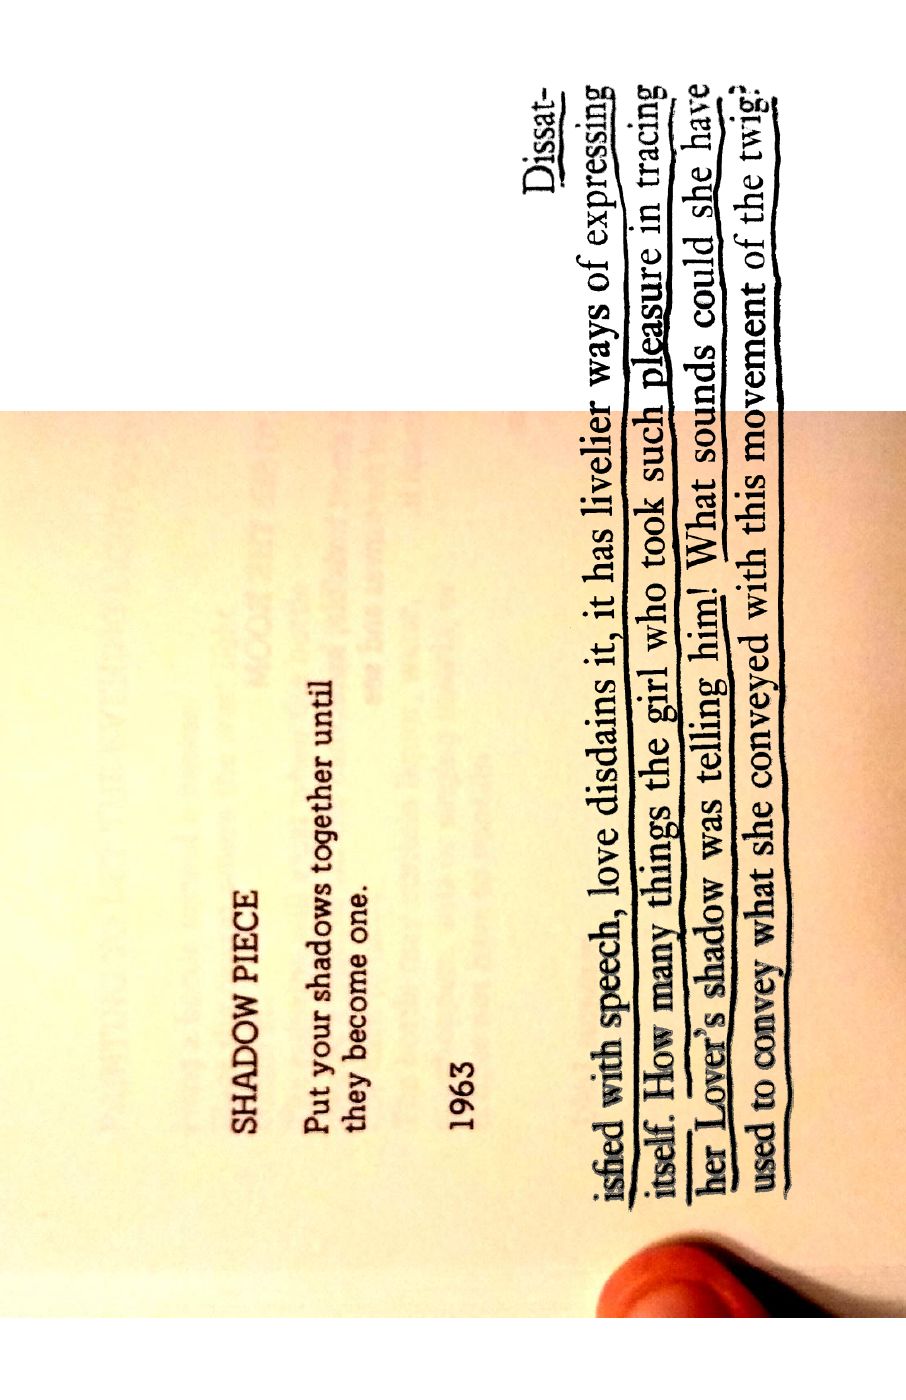 SHADOW PIECE
Put your shadows together until
they become one.
1963
Dissat-
isfied with speech, love disdains it, it has livelier ways of expressing
itself. How many things the girl who took such pleasure in tracing
her Lover's shadow was telling him! What sounds could she have
used to convey what she conveyed with this movement of the twig?